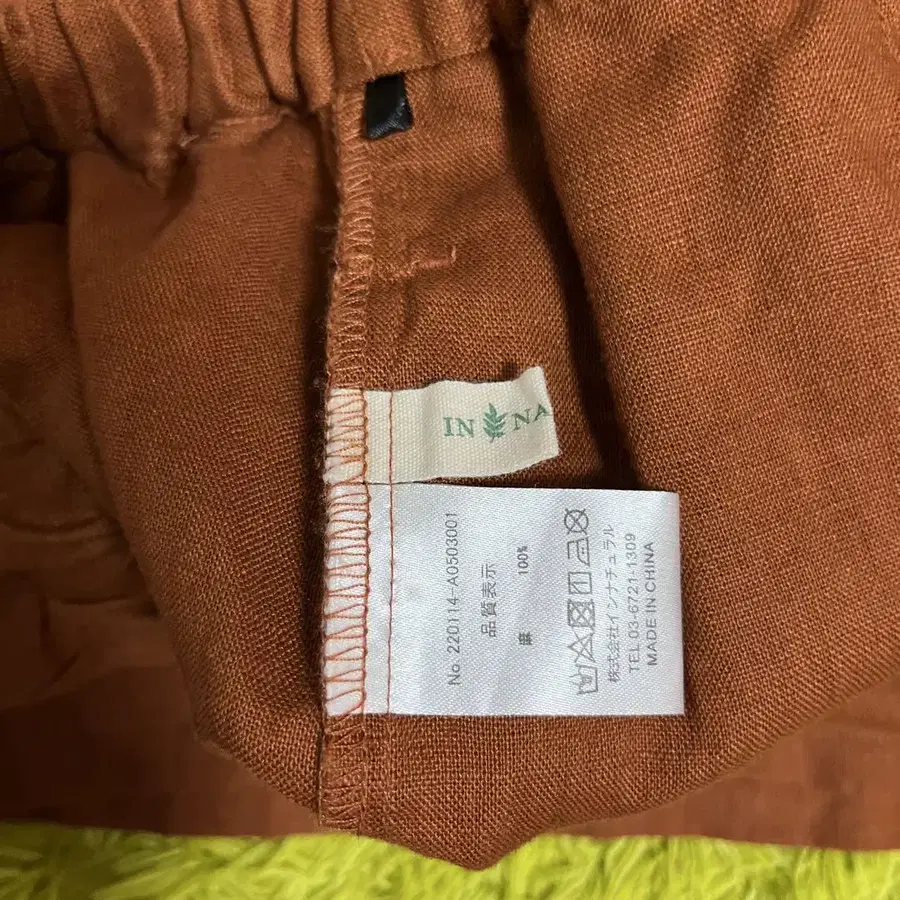 IN NA
No. 220114-A0503001
品質表示
麻 100%
株式会社インナチュラル
TEL 03-6721-1309
MADE IN CHINA